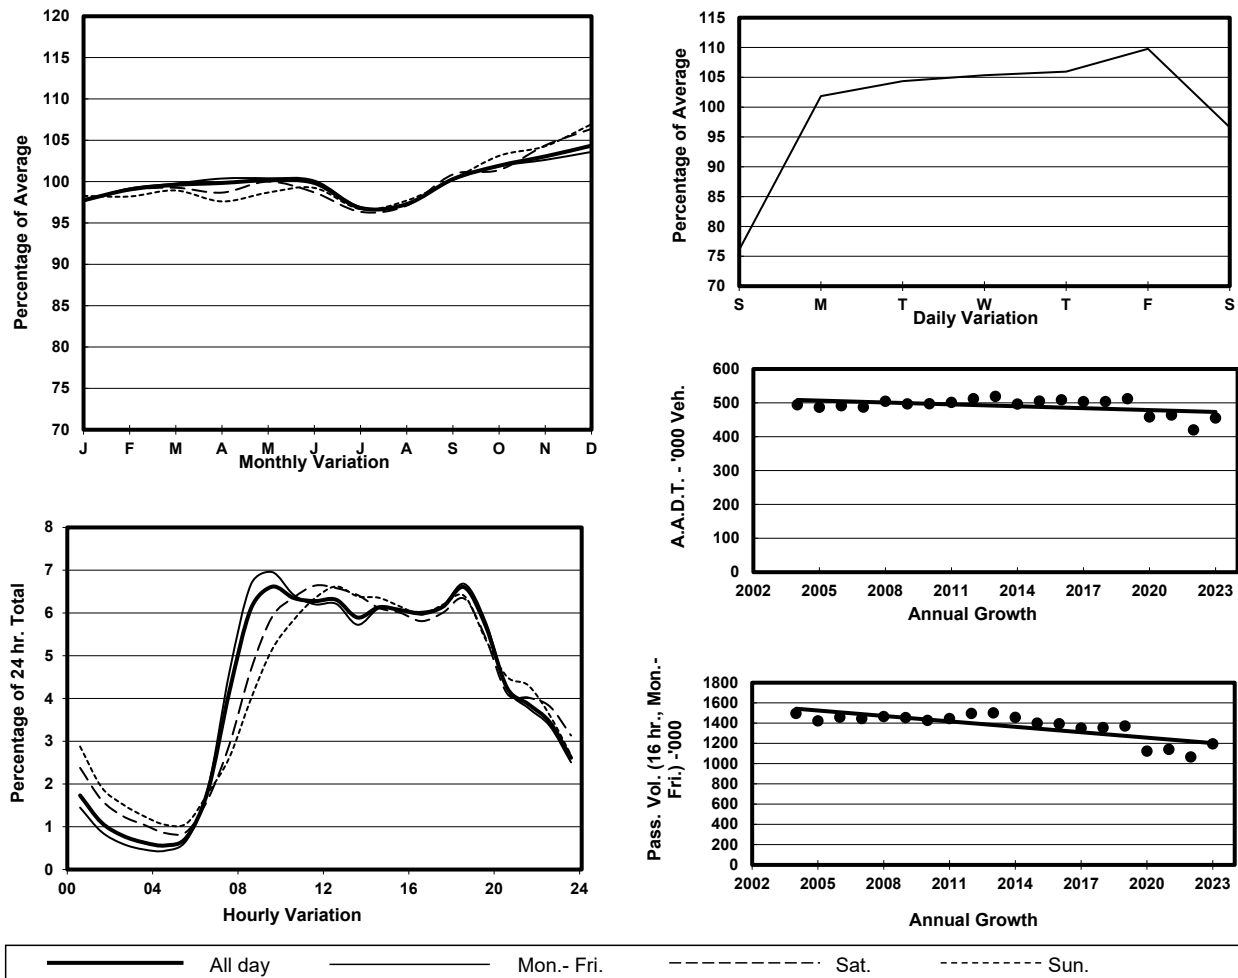 120
115
110
105
100
95
90
85
80
75
70
Percentage of Average
J F M A M J J A S O N D
Monthly Variation
115
110
105
100
95
90
85
80
75
70
Percentage of Average
S M T W T F S
Daily Variation
600
500
400
300
200
100
0
A.A.D.T. - '000 Veh.
2002 2005 2008 2011 2014 2017 2020 2023
Annual Growth
8
7
6
5
4
3
2
1
0
Percentage of 24 hr. Total
00 04 08 12 16 20 24
Hourly Variation
1800
1600
1400
1200
1000
800
600
400
200
0
Pass. Vol. (16 hr., Mon.-
Fri.) -'000
2002 2005 2008 2011 2014 2017 2020 2023
Annual Growth
All day Mon.- Fri. Sat. Sun.